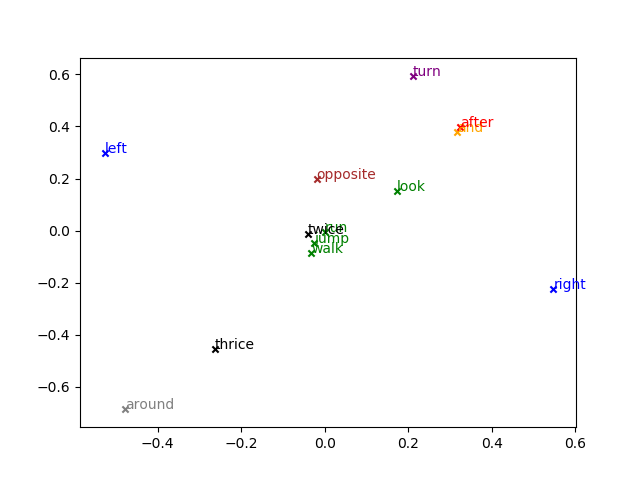 0.6
0.4
0.2
0.0
−0.2
−0.4
−0.6
turn
after
and
left
opposite
look
twice
run
jump
walk
right
thrice
around
−0.4
−0.2
0.0
0.2
0.4
0.6